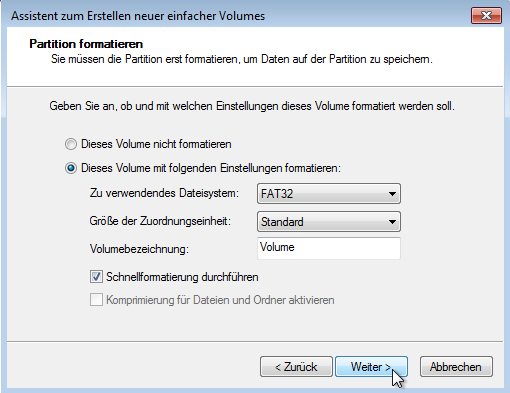 Assistent zum Erstellen neuer einfacher Volumes
Partition formatieren
Sie müssen die Partition erst formatieren, um Daten auf der Partition zu speichern.
Geben Sie an, ob und mit welchen Einstellungen dieses Volume formatiert werden soll.
Dieses Volume nicht formatieren
Dieses Volume mit folgenden Einstellungen formatieren:
Zu verwendendes Dateisystem: FAT32
Größe der Zuordnungseinheit: Standard
Volumebezeichnung: Volume
Schnellformatierung durchführen
Komprimierung für Dateien und Ordner aktivieren
< Zurück Weiter > Abbrechen